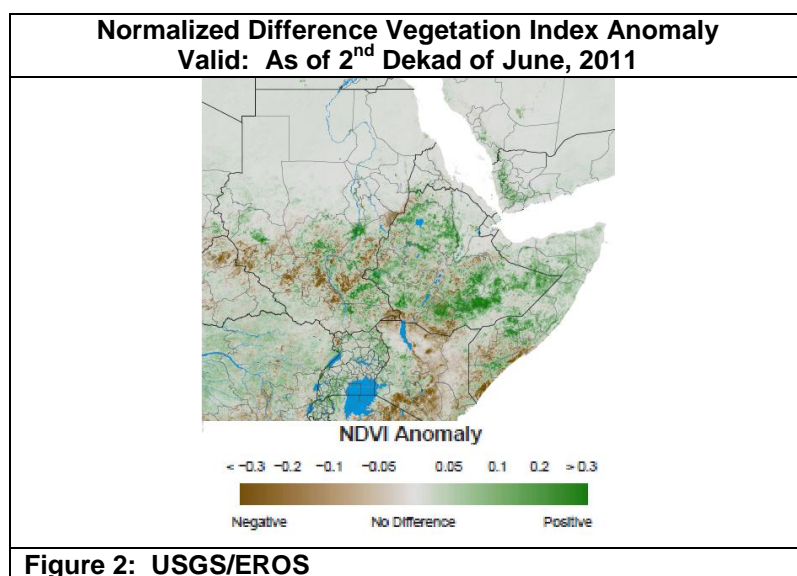 Normalized Difference Vegetation Index Anomaly
Valid: As of 2nd Dekad of June, 2011
NDVI Anomaly
< -0.3 -0.2 -0.1 -0.05 0.05 0.1 0.2 > 0.3
Negative No Difference Positive
Figure 2: USGS/EROS